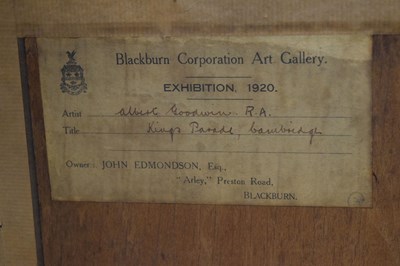 Blackburn Corporation Art Gallery.
EXHIBITION, 1920.
Artist Albert Goodwin R.A.
Title King's Parade, Cambridge
Owner :. JOHN EDMONDSON, Esq.
"Arley," Preston Road,
BLACKBURN.